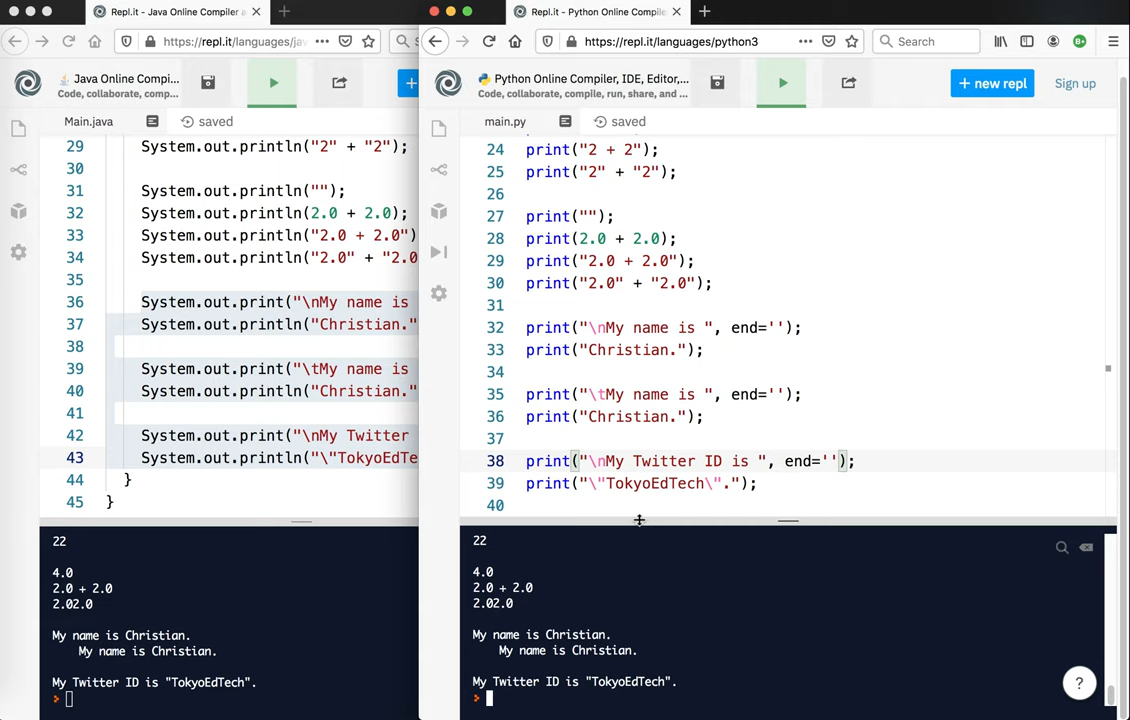 Repl.it - Java Online Compiler
https://repl.it/languages/jav
Java Online Compi...
Code, collaborate, comp...
Main.java
saved
29 System.out.println("2" + "2");
30
31 System.out.println("");
32 System.out.println(2.0 + 2.0);
33 System.out.println("2.0 + 2.0")
34 System.out.println("2.0" + "2.0
35
36 System.out.print("\nMy name is
37 System.out.println("Christian."
38
39 System.out.print("\tMy name is
40 System.out.println("Christian."
41
42 System.out.print("\nMy Twitter
43 System.out.println("\"TokyoEdTe
44 }
45 }
22
4.0
2.0 + 2.0
2.02.0
My name is Christian.
My name is Christian.
My Twitter ID is "TokyoEdTech".
Repl.it - Python Online Compile
https://repl.it/languages/python3
Search
Python Online Compiler, IDE, Editor,...
Code, collaborate, compile, run, share, and ...
+ new repl
Sign up
main.py
saved
24 print("2 + 2");
25 print("2" + "2");
26
27 print("");
28 print(2.0 + 2.0);
29 print("2.0 + 2.0");
30 print("2.0" + "2.0");
31
32 print("\nMy name is ", end='');
33 print("Christian.");
34
35 print("\tMy name is ", end='');
36 print("Christian.");
37
38 print("\nMy Twitter ID is ", end='');
39 print("\"TokyoEdTech\".");
40
22
4.0
2.0 + 2.0
2.02.0
My name is Christian.
My name is Christian.
My Twitter ID is "TokyoEdTech".
?